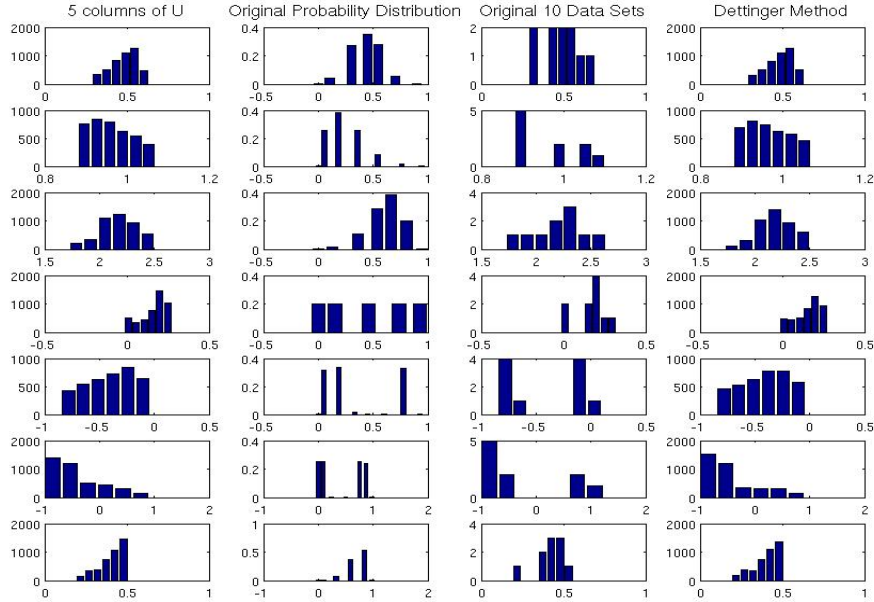 5 columns of U Original Probability Distribution Original 10 Data Sets Dettinger Method
2000 0.4 2 2000
1000 0.2 1 1000
0 0 0 0
0 0.5 1 -0.5 0 0.5 1 0 0.5 1 0 0.5 1
1000 0.4 5 1000
500 0.2 500
0 0 0 0
0.8 1 1.2 -0.5 0 0.5 1 0.8 1 1.2 0.8 1 1.2
2000 0.4 4 2000
1000 0.2 2 1000
0 0 0 0
1.5 2 2.5 3 -0.5 0 0.5 1 1.5 2 2.5 3 1.5 2 2.5 3
2000 0.4 4 2000
1000 0.2 2 1000
0 0 0 0
-0.5 0 0.5 -0.5 0 0.5 1 -0.5 0 0.5 -0.5 0 0.5
1000 0.4 4 1000
500 0.2 2 500
0 0 0 0
-1 -0.5 0 0.5 -0.5 0 0.5 1 -1 -0.5 0 0.5 -1 -0.5 0 0.5
2000 0.4 5 2000
1000 0.2 1000
0 0 0 0
-1 0 1 2 -1 0 1 2 -1 0 1 2 -1 0 1 2
2000 1 4 2000
1000 0.5 2 1000
0 0 0 0
0 0.5 1 -1 0 1 2 0 0.5 1 0 0.5 1